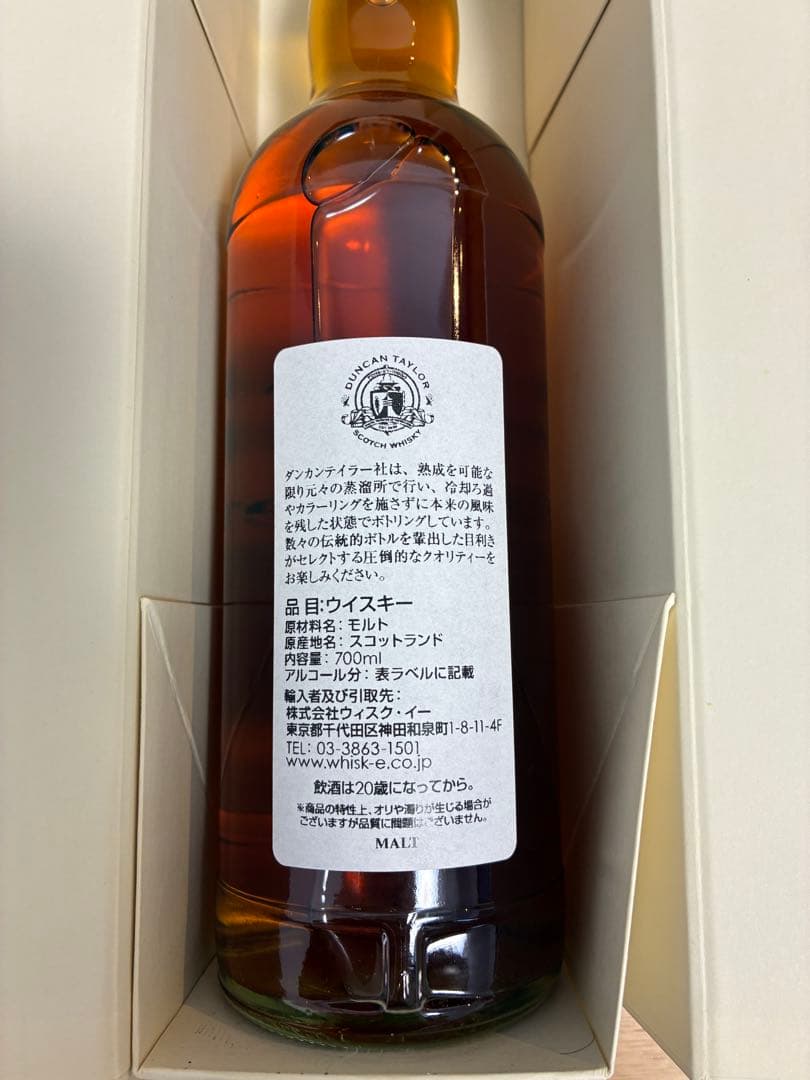 DUNCAN TAYLOR
SCOTCH WHISKY
ダンカンテイラー社は、熟成を可能な
限り元々の蒸溜所で行い、冷却ろ過
やカラーリングを施さずに本来の風味
を残した状態でボトリングしています。
数々の伝統的ボトルを輩出した目利き
がセレクトする圧倒的なクオリティーを
お楽しみください。
品目:ウイスキー
原材料名: モルト
原産地名: スコットランド
内容量: 700ml
アルコール分: 表ラベルに記載
輸入者及び引取先:
株式会社ウィスク・イー
東京都千代田区神田和泉町1-8-11-4F
TEL: 03-3863-1501
www.whisk-e.co.jp
飲酒は20歳になってから。
※商品の特性上、オリや濁りが生じる場合が
ございますが品質に問題はございません。
MALT